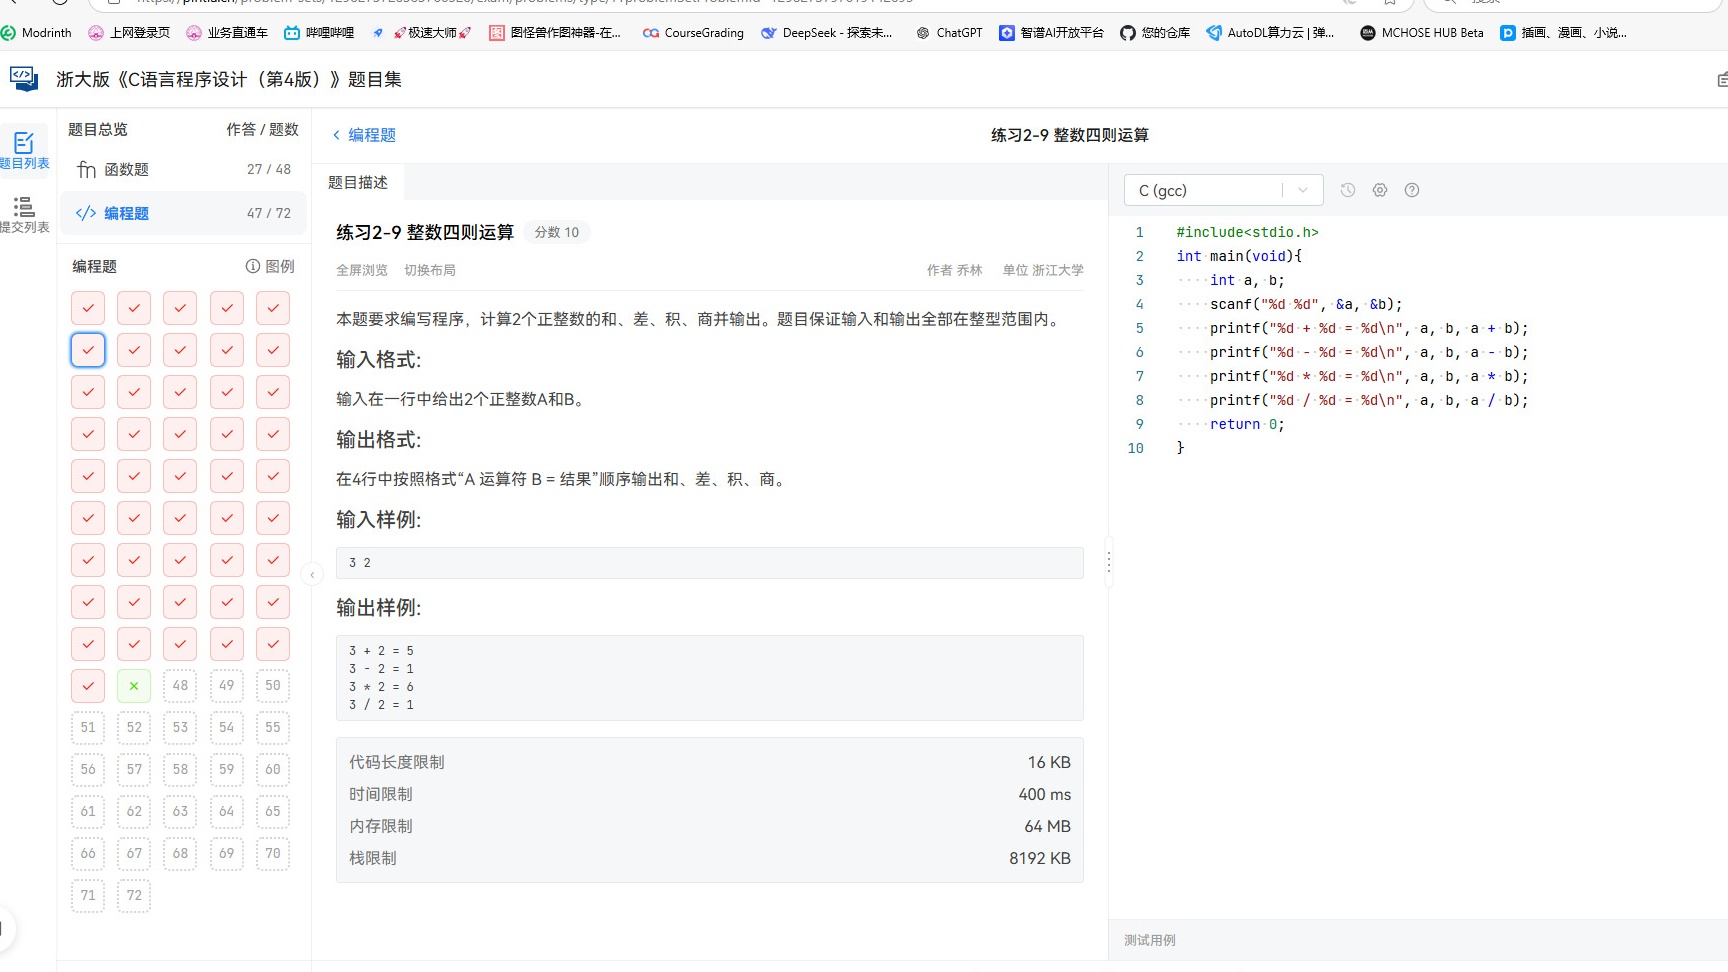 Modrinth 上网登录页 业务直通车 哔哩哔哩 🚀极速大师🚀 图怪兽作图神器-在... CourseGrading DeepSeek - 探索未... ChatGPT 智谱AI开放平台 您的仓库 AutoDL算力云 | 弹... MCHOSE HUB Beta 插画、漫画、小说...
浙大版《C语言程序设计（第4版）》题目集
题目列表
提交列表
题目总览 作答 / 题数
函数题 27 / 48
编程题 47 / 72
编程题 图例
48 49 50
51 52 53 54 55
56 57 58 59 60
61 62 63 64 65
66 67 68 69 70
71 72
< 编程题
练习2-9 整数四则运算
题目描述
练习2-9 整数四则运算 分数 10
全屏浏览 切换布局 作者 乔林 单位 浙江大学
本题要求编写程序，计算2个正整数的和、差、积、商并输出。题目保证输入和输出全部在整型范围内。
输入格式:
输入在一行中给出2个正整数A和B。
输出格式:
在4行中按照格式“A 运算符 B = 结果”顺序输出和、差、积、商。
输入样例:
3 2
输出样例:
3 + 2 = 5
3 - 2 = 1
3 * 2 = 6
3 / 2 = 1
代码长度限制 16 KB
时间限制 400 ms
内存限制 64 MB
栈限制 8192 KB
C (gcc)
1 #include<stdio.h>
2 int main(void){
3 int a, b;
4 scanf("%d %d", &a, &b);
5 printf("%d + %d = %d\n", a, b, a + b);
6 printf("%d - %d = %d\n", a, b, a - b);
7 printf("%d * %d = %d\n", a, b, a * b);
8 printf("%d / %d = %d\n", a, b, a / b);
9 return 0;
10 }
测试用例